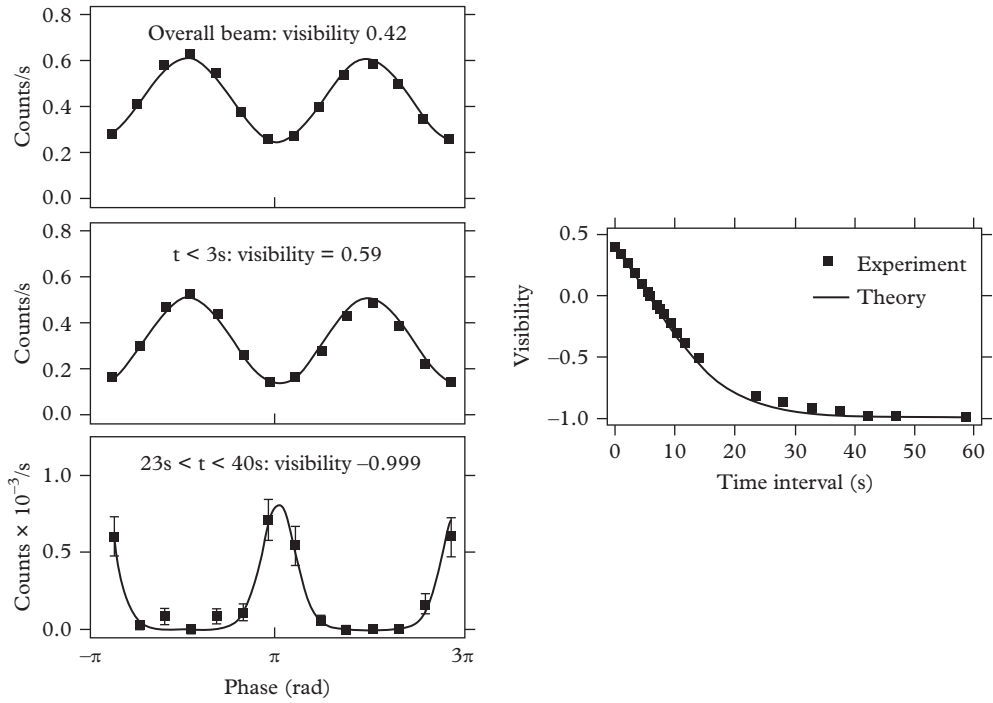 0.8
Overall beam: visibility 0.42
0.6
Counts/s
0.4
0.2
0.0
0.8
t < 3s: visibility = 0.59
0.6
Counts/s
0.4
0.2
0.0
23s < t < 40s: visibility –0.999
1.0
Counts × 10⁻³/s
0.5
0.0
–π π 3π
Phase (rad)
0.5
Experiment
0.0
Theory
Visibility
–0.5
–1.0
0 10 20 30 40 50 60
Time interval (s)